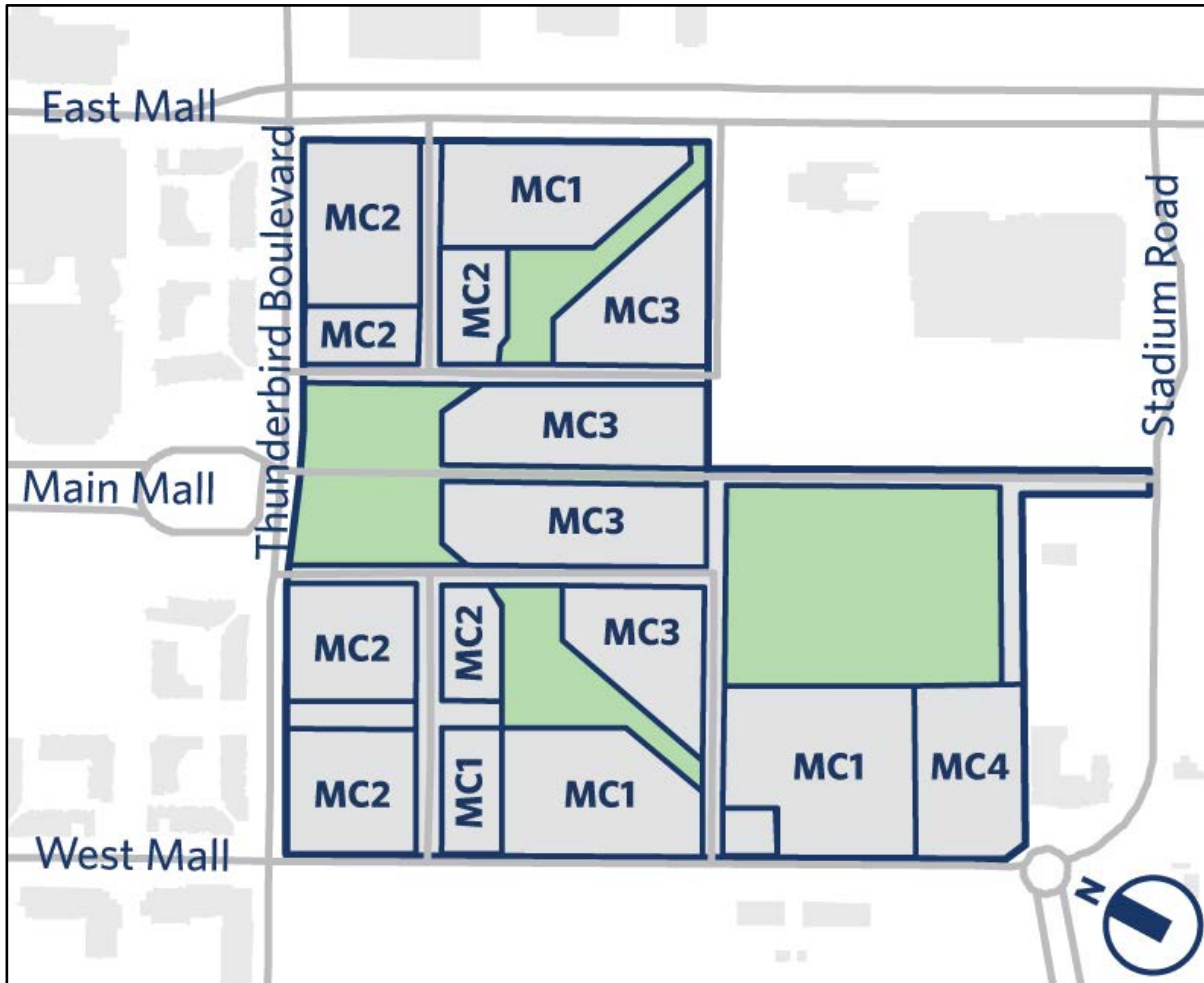 East Mall
Thunderbird Boulevard
MC2
MC1
Stadium Road
MC2
MC3
MC2
MC3
Main Mall
MC3
MC2
MC2
MC3
MC2
MC1
MC1
MC1
MC4
West Mall
N